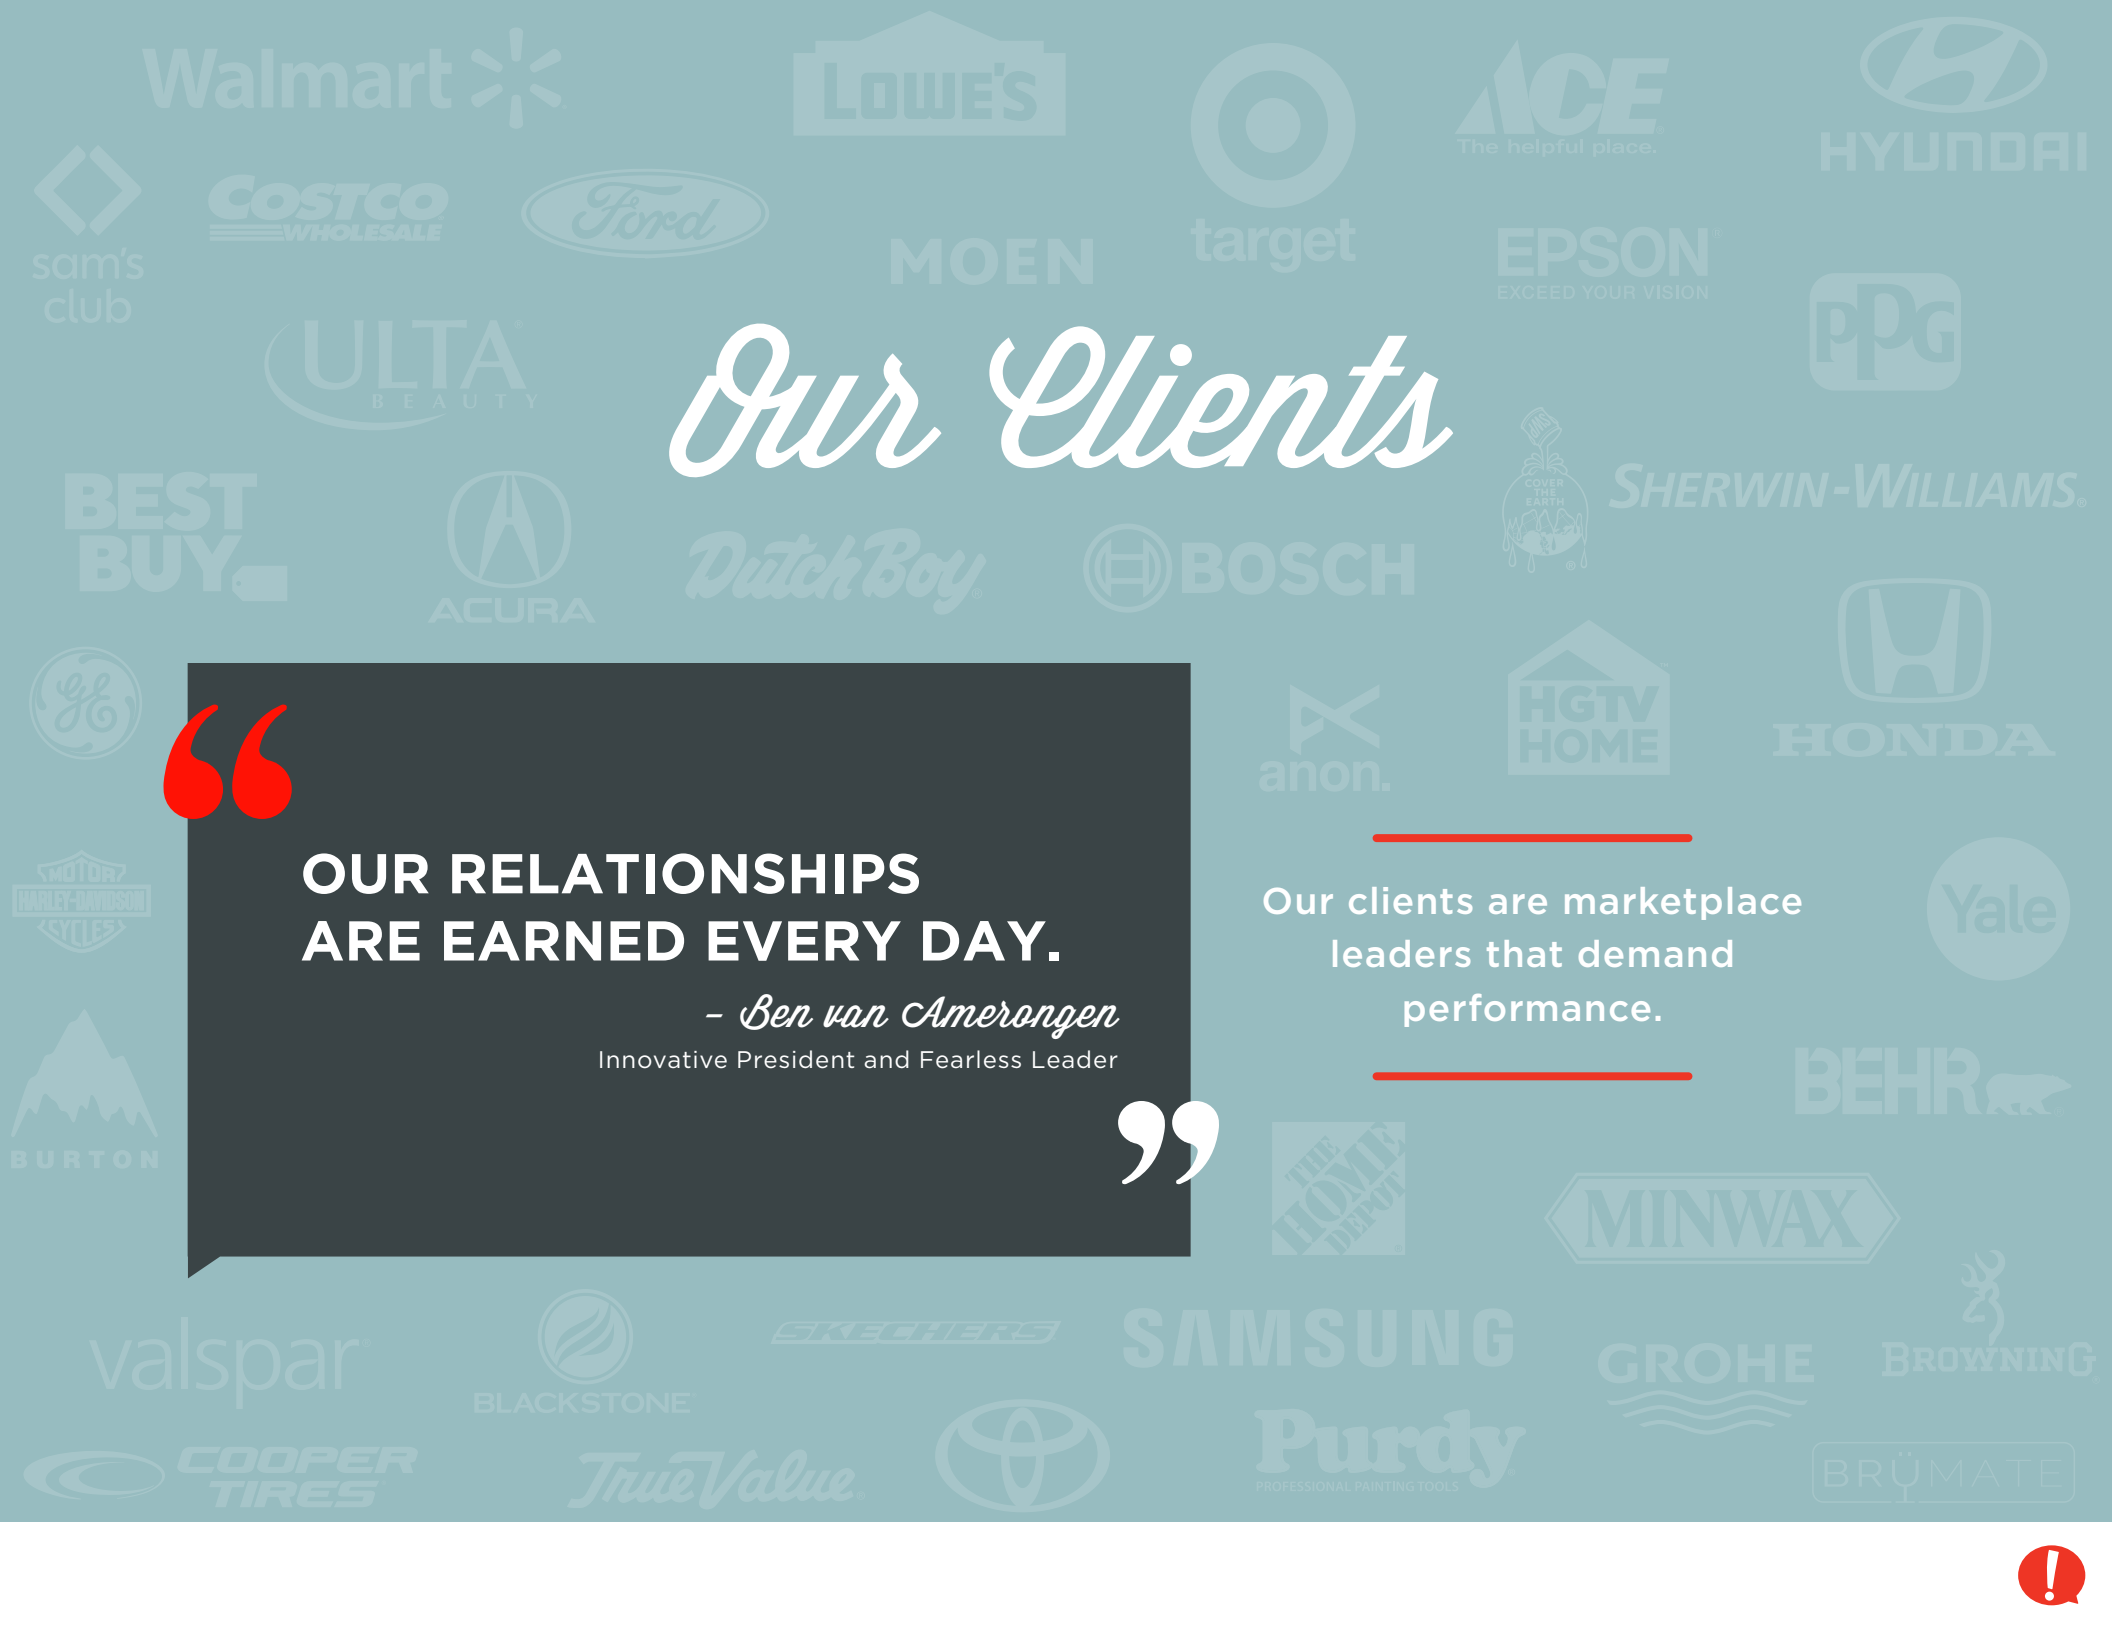 Walmart
LOWE'S
ACE
The helpful place.
HYUNDAI
sam's
club
COSTCO
WHOLESALE
Ford
MOEN
target
EPSON®
EXCEED YOUR VISION
PPG
ULTA
BEAUTY
Our Clients
BEST
BUY
ACURA
Dutch Boy®
BOSCH
SWP
COVER
THE
EARTH
®
SHERWIN-WILLIAMS®
GE
anon.
HGTV
HOME
HONDA
MOTOR
HARLEY-DAVIDSON
CYCLES
OUR RELATIONSHIPS
ARE EARNED EVERY DAY.
– Ben van Amerongen
Innovative President and Fearless Leader
Our clients are marketplace
leaders that demand
performance.
Yale
BURTON
BEHR
THE
HOME
DEPOT
MINWAX
valspar®
BLACKSTONE
SKECHERS
SAMSUNG
GROHE
BROWNING
COOPER
TIRES
True Value®
Purdy
PROFESSIONAL PAINTING TOOLS
BRÜMATE
!